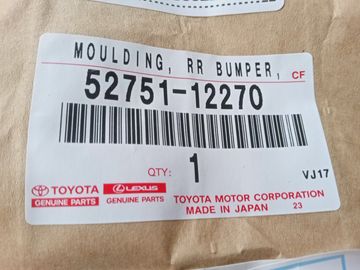 MOULDING, RR BUMPER, CF
52751-12270
QTY:
1
VJ17
TOYOTA
GENUINE PARTS
LEXUS
GENUINE PARTS
TOYOTA MOTOR CORPORATION
MADE IN JAPAN 23